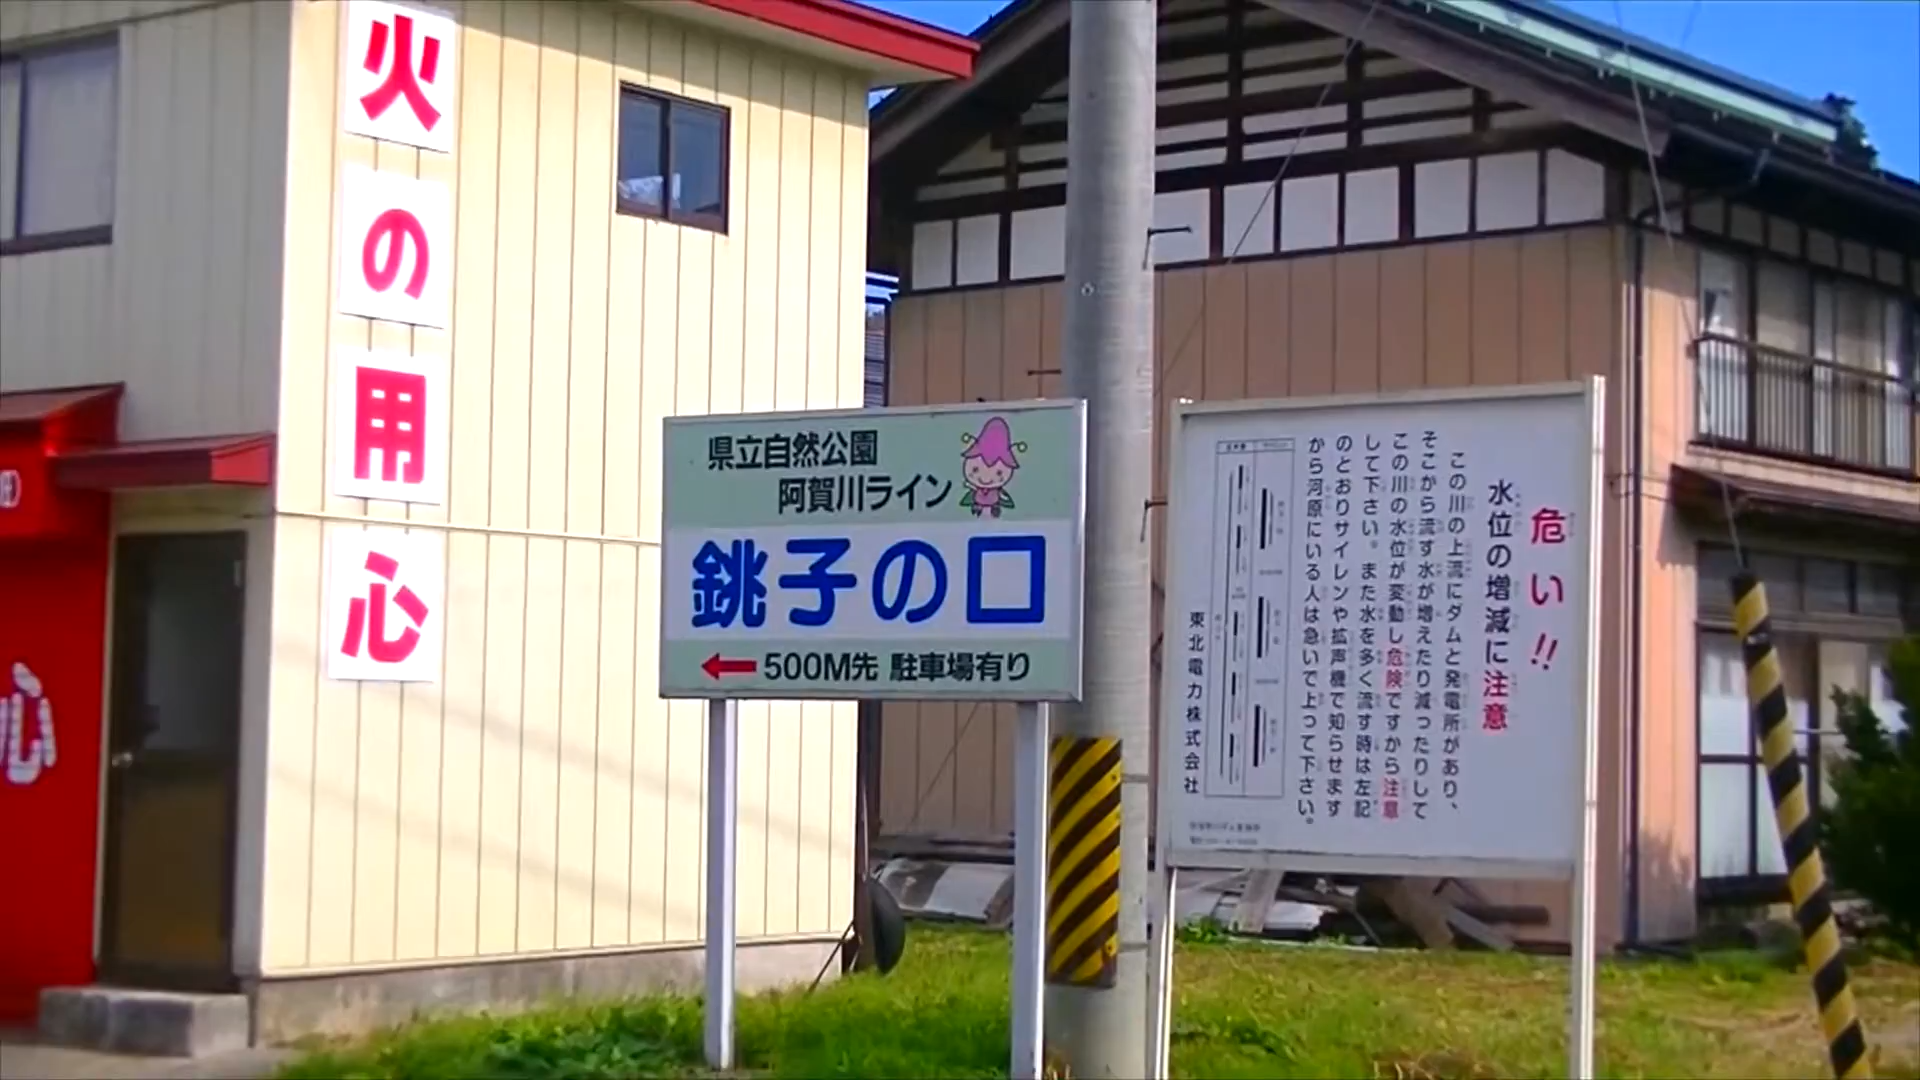 火の用心
心
県立自然公園
阿賀川ライン
銚子の口
500M先 駐車場有り
危い!!
水位の増減に注意
この川の上流にダムと発電所があり、
そこから流す水が増えたり減ったりして
この川の水位が変動し危険ですから注意
して下さい。また水を多く流す時は左記
のとおりサイレンや拡声機で知らせます
から河原にいる人は急いで上って下さい。
東北電力株式会社